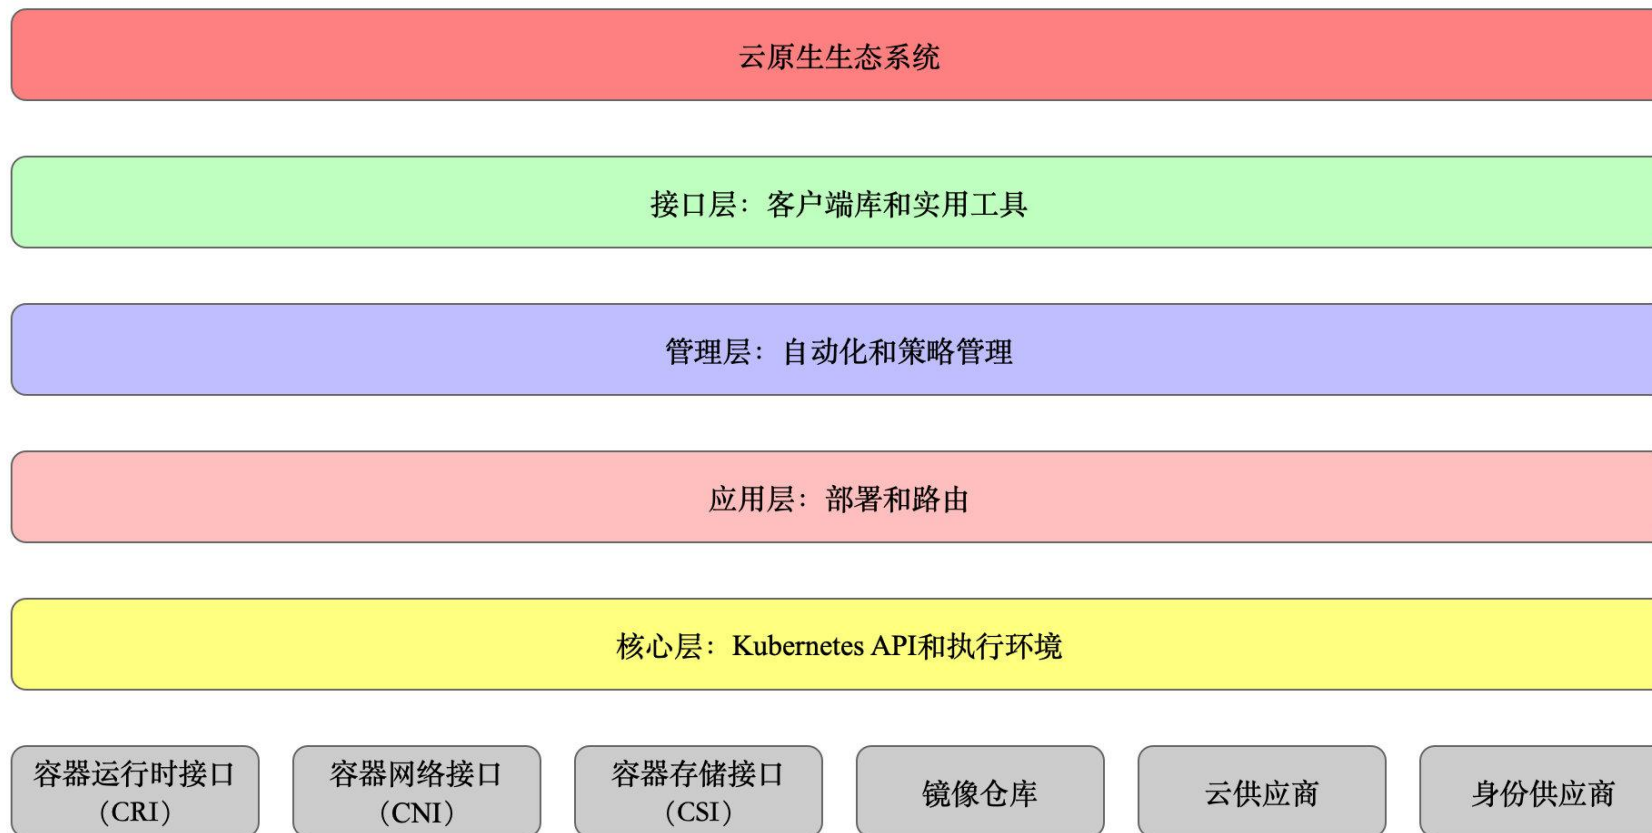 云原生生态系统
接口层：客户端库和实用工具
管理层：自动化和策略管理
应用层：部署和路由
核心层：Kubernetes API和执行环境
容器运行时接口
（CRI）
容器网络接口
（CNI）
容器存储接口
（CSI）
镜像仓库
云供应商
身份供应商